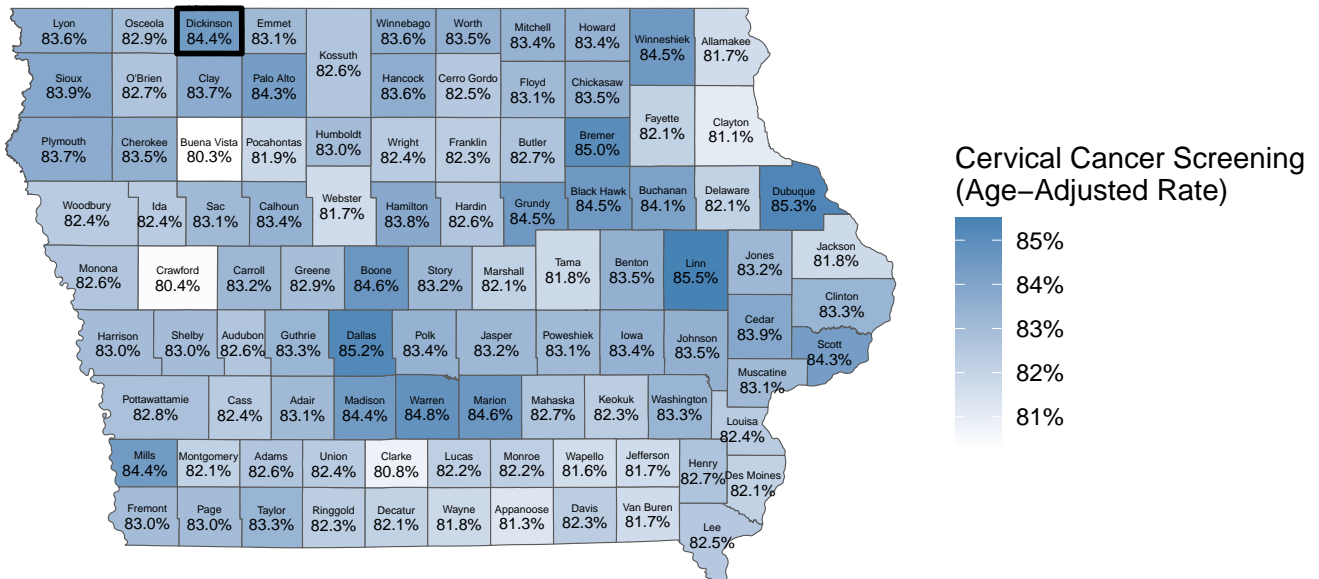 Lyon
83.6%
Osceola
82.9%
Dickinson
84.4%
Emmet
83.1%
Kossuth
82.6%
Winnebago
83.6%
Worth
83.5%
Mitchell
83.4%
Howard
83.4%
Winneshiek
84.5%
Allamakee
81.7%
Sioux
83.9%
O'Brien
82.7%
Clay
83.7%
Palo Alto
84.3%
Hancock
83.6%
Cerro Gordo
82.5%
Floyd
83.1%
Chickasaw
83.5%
Fayette
82.1%
Clayton
81.1%
Plymouth
83.7%
Cherokee
83.5%
Buena Vista
80.3%
Pocahontas
81.9%
Humboldt
83.0%
Wright
82.4%
Franklin
82.3%
Butler
82.7%
Bremer
85.0%
Woodbury
82.4%
Ida
82.4%
Sac
83.1%
Calhoun
83.4%
Webster
81.7%
Hamilton
83.8%
Hardin
82.6%
Grundy
84.5%
Black Hawk
84.5%
Buchanan
84.1%
Delaware
82.1%
Dubuque
85.3%
Monona
82.6%
Crawford
80.4%
Carroll
83.2%
Greene
82.9%
Boone
84.6%
Story
83.2%
Marshall
82.1%
Tama
81.8%
Benton
83.5%
Linn
85.5%
Jones
83.2%
Jackson
81.8%
Clinton
83.3%
Harrison
83.0%
Shelby
83.0%
Audubon
82.6%
Guthrie
83.3%
Dallas
85.2%
Polk
83.4%
Jasper
83.2%
Poweshiek
83.1%
Iowa
83.4%
Johnson
83.5%
Cedar
83.9%
Scott
84.3%
Muscatine
83.1%
Pottawattamie
82.8%
Cass
82.4%
Adair
83.1%
Madison
84.4%
Warren
84.8%
Marion
84.6%
Mahaska
82.7%
Keokuk
82.3%
Washington
83.3%
Louisa
82.4%
Mills
84.4%
Montgomery
82.1%
Adams
82.6%
Union
82.4%
Clarke
80.8%
Lucas
82.2%
Monroe
82.2%
Wapello
81.6%
Jefferson
81.7%
Henry
82.7%
Des Moines
82.1%
Fremont
83.0%
Page
83.0%
Taylor
83.3%
Ringgold
82.3%
Decatur
82.1%
Wayne
81.8%
Appanoose
81.3%
Davis
82.3%
Van Buren
81.7%
Lee
82.5%
Cervical Cancer Screening
(Age−Adjusted Rate)
85%
84%
83%
82%
81%